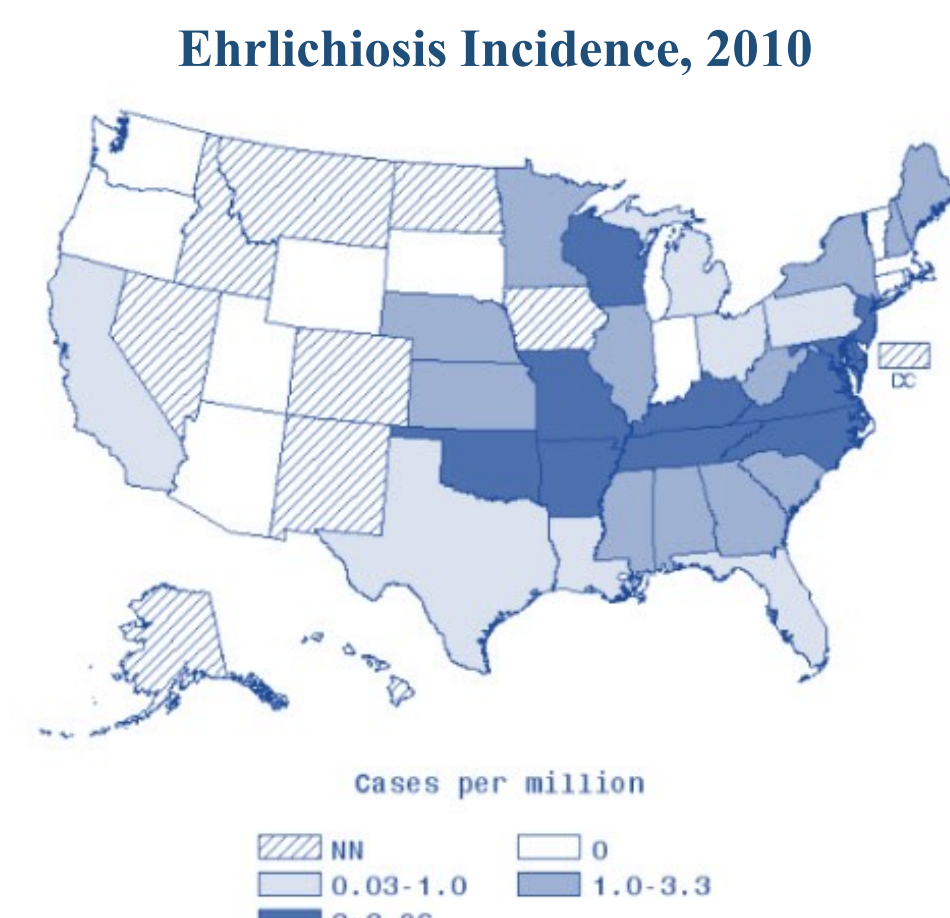 Ehrlichiosis Incidence, 2010
DC
Cases per million
NN
0
0.03-1.0
1.0-3.3